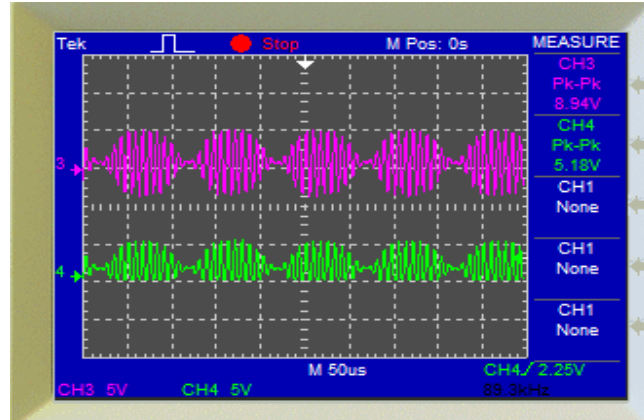 Tek Stop M Pos: 0s MEASURE
CH3
Pk-Pk
8.94V
CH4
Pk-Pk
5.18V
CH1
None
CH1
None
CH1
None
3
4
M 50us CH4 2.25V
CH3 5V CH4 5V 89.3kHz